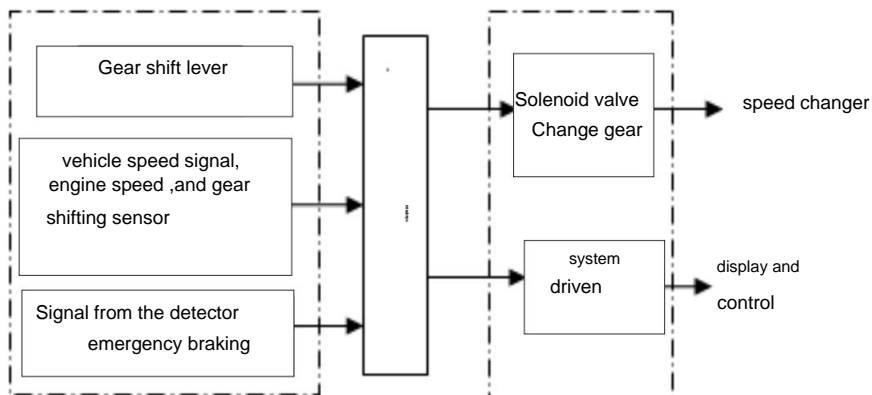 Gear shift lever
vehicle speed signal,
engine speed ,and gear
shifting sensor
Signal from the detector
emergency braking
Solenoid valve
Change gear
speed changer
system
driven
display and
control